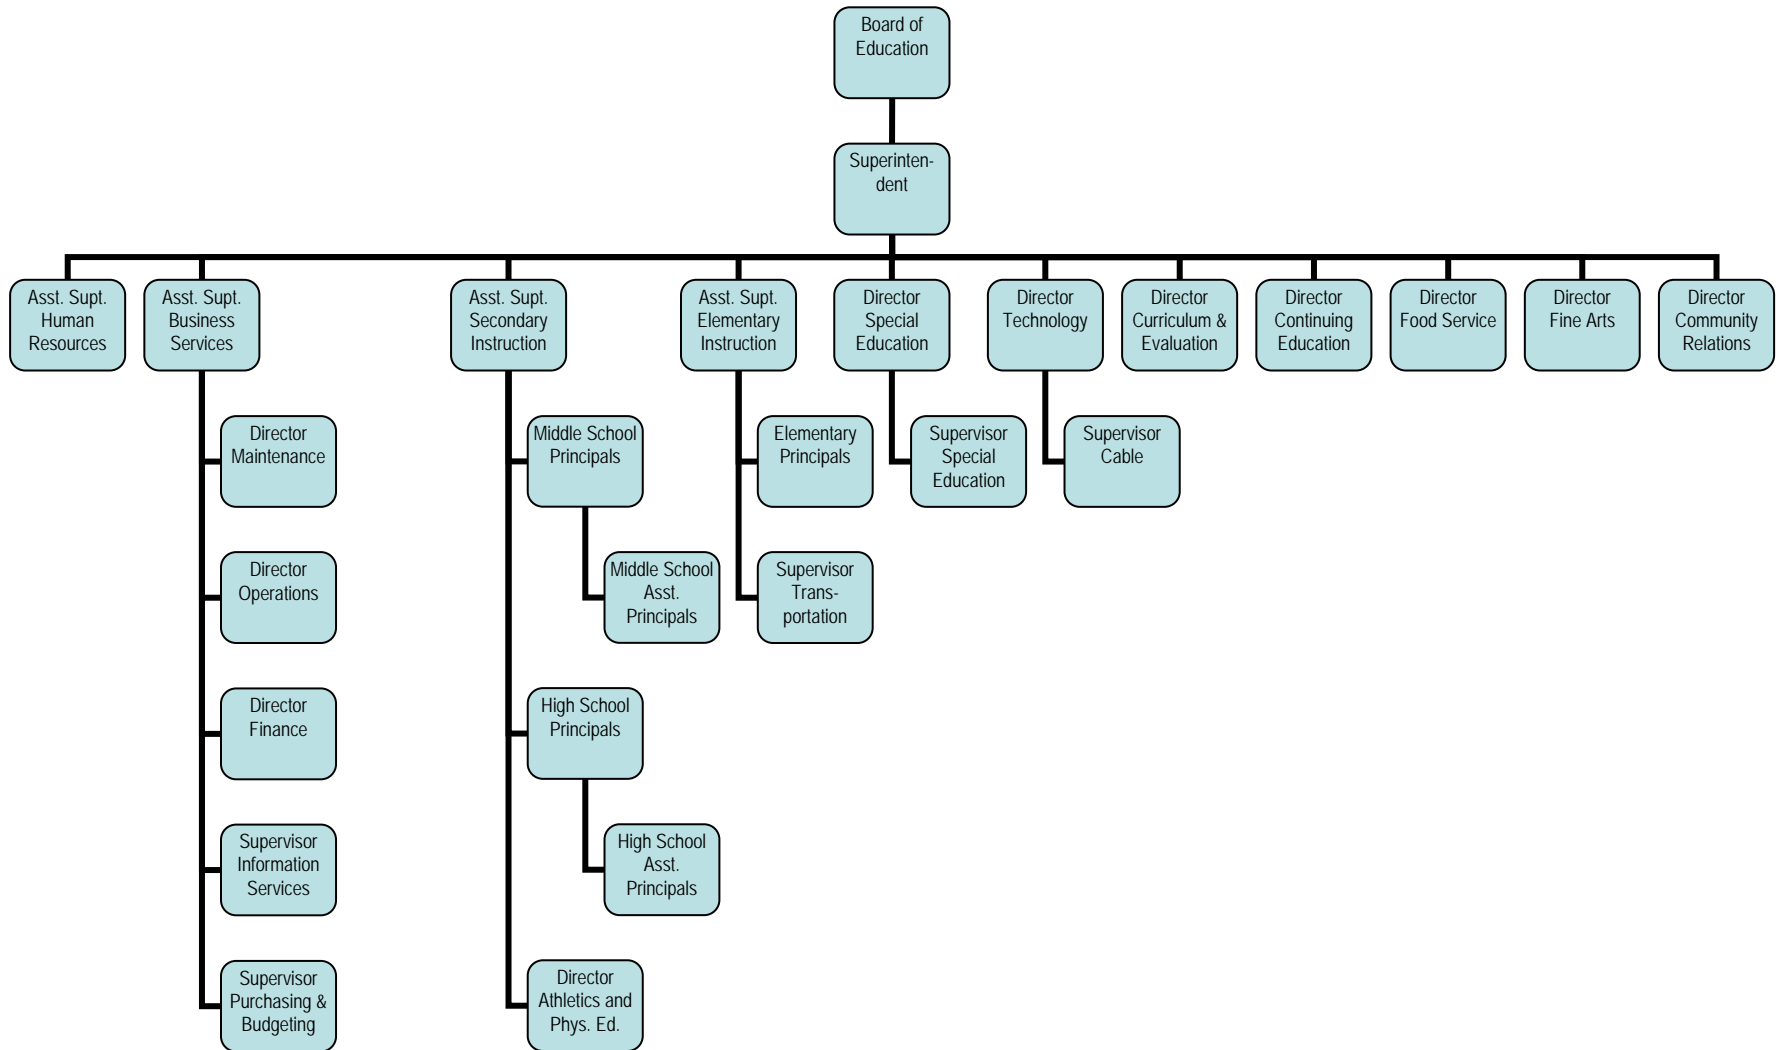 Board of
Education
Superinten-
dent
Asst. Supt.
Human
Resources
Asst. Supt.
Business
Services
Asst. Supt.
Secondary
Instruction
Asst. Supt.
Elementary
Instruction
Director
Special
Education
Director
Technology
Director
Curriculum &
Evaluation
Director
Continuing
Education
Director
Food Service
Director
Fine Arts
Director
Community
Relations
Director
Maintenance
Middle School
Principals
Elementary
Principals
Supervisor
Special
Education
Supervisor
Cable
Director
Operations
Middle School
Asst.
Principals
Supervisor
Trans-
portation
Director
Finance
High School
Principals
Supervisor
Information
Services
High School
Asst.
Principals
Supervisor
Purchasing &
Budgeting
Director
Athletics and
Phys. Ed.